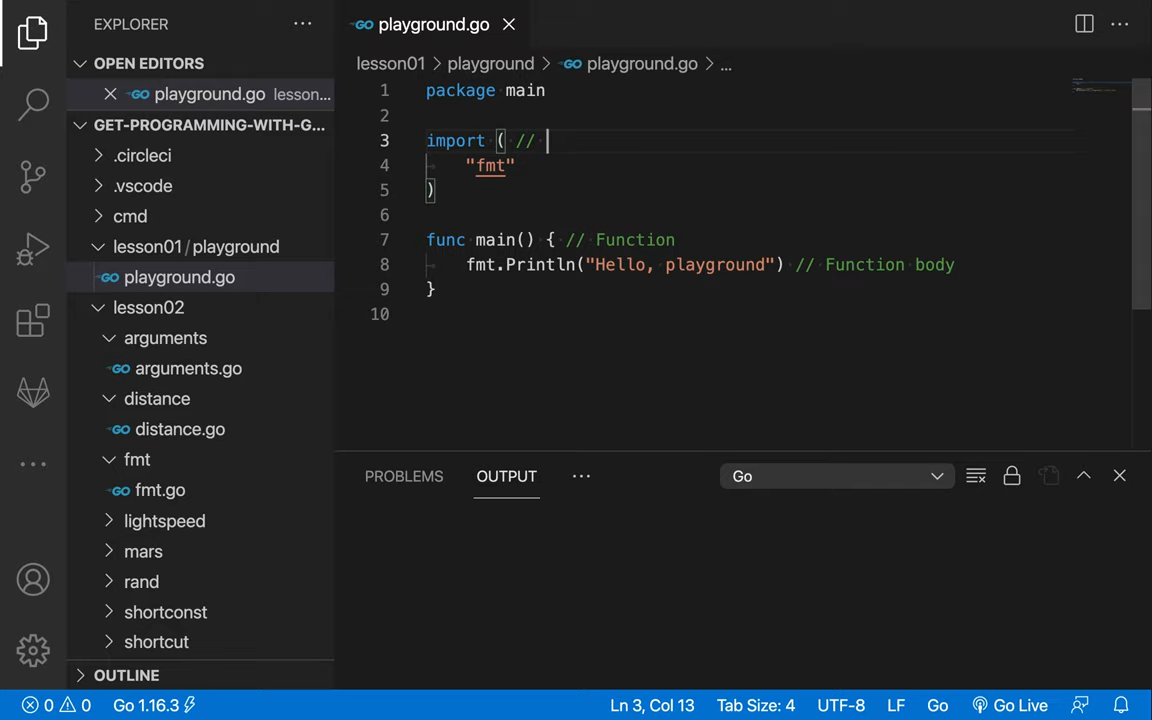 EXPLORER
OPEN EDITORS
playground.go lesson...
GET-PROGRAMMING-WITH-G...
.circleci
.vscode
cmd
lesson01 / playground
playground.go
lesson02
arguments
arguments.go
distance
distance.go
fmt
fmt.go
lightspeed
mars
rand
shortconst
shortcut
OUTLINE
playground.go
lesson01 > playground > playground.go > ...
1 package main
2
3 import ( //
4 "fmt"
5 )
6
7 func main() { // Function
8 fmt.Println("Hello, playground") // Function body
9 }
10
PROBLEMS OUTPUT ... Go
0 0 Go 1.16.3 Ln 3, Col 13 Tab Size: 4 UTF-8 LF Go Go Live